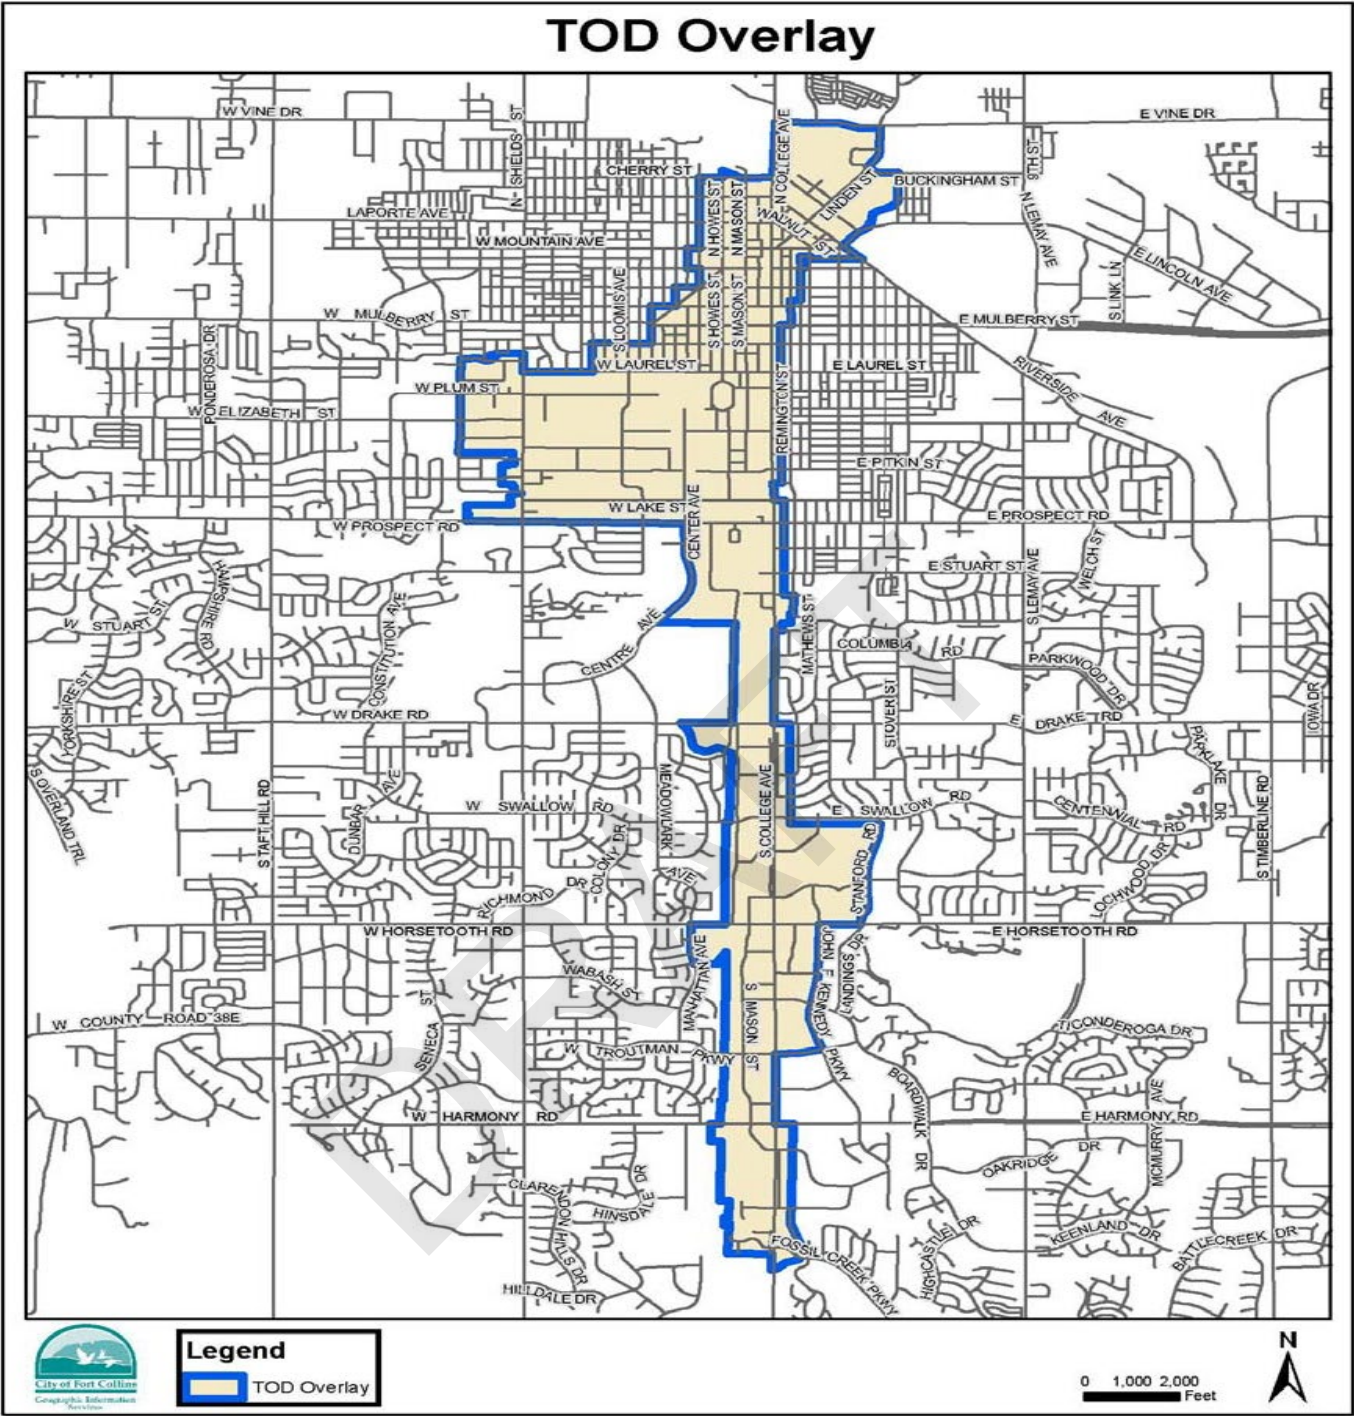 TOD Overlay
W VINE DR
E VINE DR
N SHIELDS ST
N COLLEGE AVE
9TH ST
CHERRY ST
BUCKINGHAM ST
N HOWES ST
N MASON ST
LINDEN ST
LAPORTE AVE
WALNUT ST
N LEMAY AVE
W MOUNTAIN AVE
E LINCOLN AVE
S LINK LN
S LOOMIS AVE
S HOWES ST
S MASON ST
W MULBERRY ST
E MULBERRY ST
PONDEROSA DR
W LAUREL ST
E LAUREL ST
RIVERSIDE AVE
W PLUM ST
W ELIZABETH ST
REMINGTON ST
E PITKIN ST
W LAKE ST
CENTER AVE
W PROSPECT RD
E PROSPECT RD
E STUART ST
S LEMAY AVE
WELCH ST
HAMPSHIRE RD
W STUART ST
CONSTITUTION AVE
CENTRE AVE
MATHEWS ST
COLUMBIA RD
PARKWOOD DR
YORKSHIRE ST
STOVER ST
IOWA DR
W DRAKE RD
E DRAKE RD
PARKLAKE DR
S OVERLAND TRL
S TAFT HILL RD
DUNBAR AVE
MEADOWLARK AVE
S COLLEGE AVE
W SWALLOW RD
E SWALLOW RD
CENTENNIAL RD
S TIMBERLINE RD
COLONY DR
STANFORD RD
LOCHWOOD DR
RICHMOND DR
W HORSETOOTH RD
E HORSETOOTH RD
MANHATTAN AVE
JOHN F KENNEDY PKWY
LANDINGS DR
WABASH ST
S MASON ST
W COUNTY ROAD 38E
SENECA ST
TICONDEROGA DR
W TROUTMAN PKWY
BOARDWALK DR
W HARMONY RD
E HARMONY RD
MCMURRY AVE
OAKRIDGE DR
CLARENDON HILLS DR
HINSDALE DR
FOSSIL CREEK PKWY
HIGHCASTLE DR
KEENLAND DR
BATTLECREEK DR
HILLDALE DR
DRAFT
City of Fort Collins
Geographic Information
Services
Legend
TOD Overlay
N
0 1,000 2,000
Feet